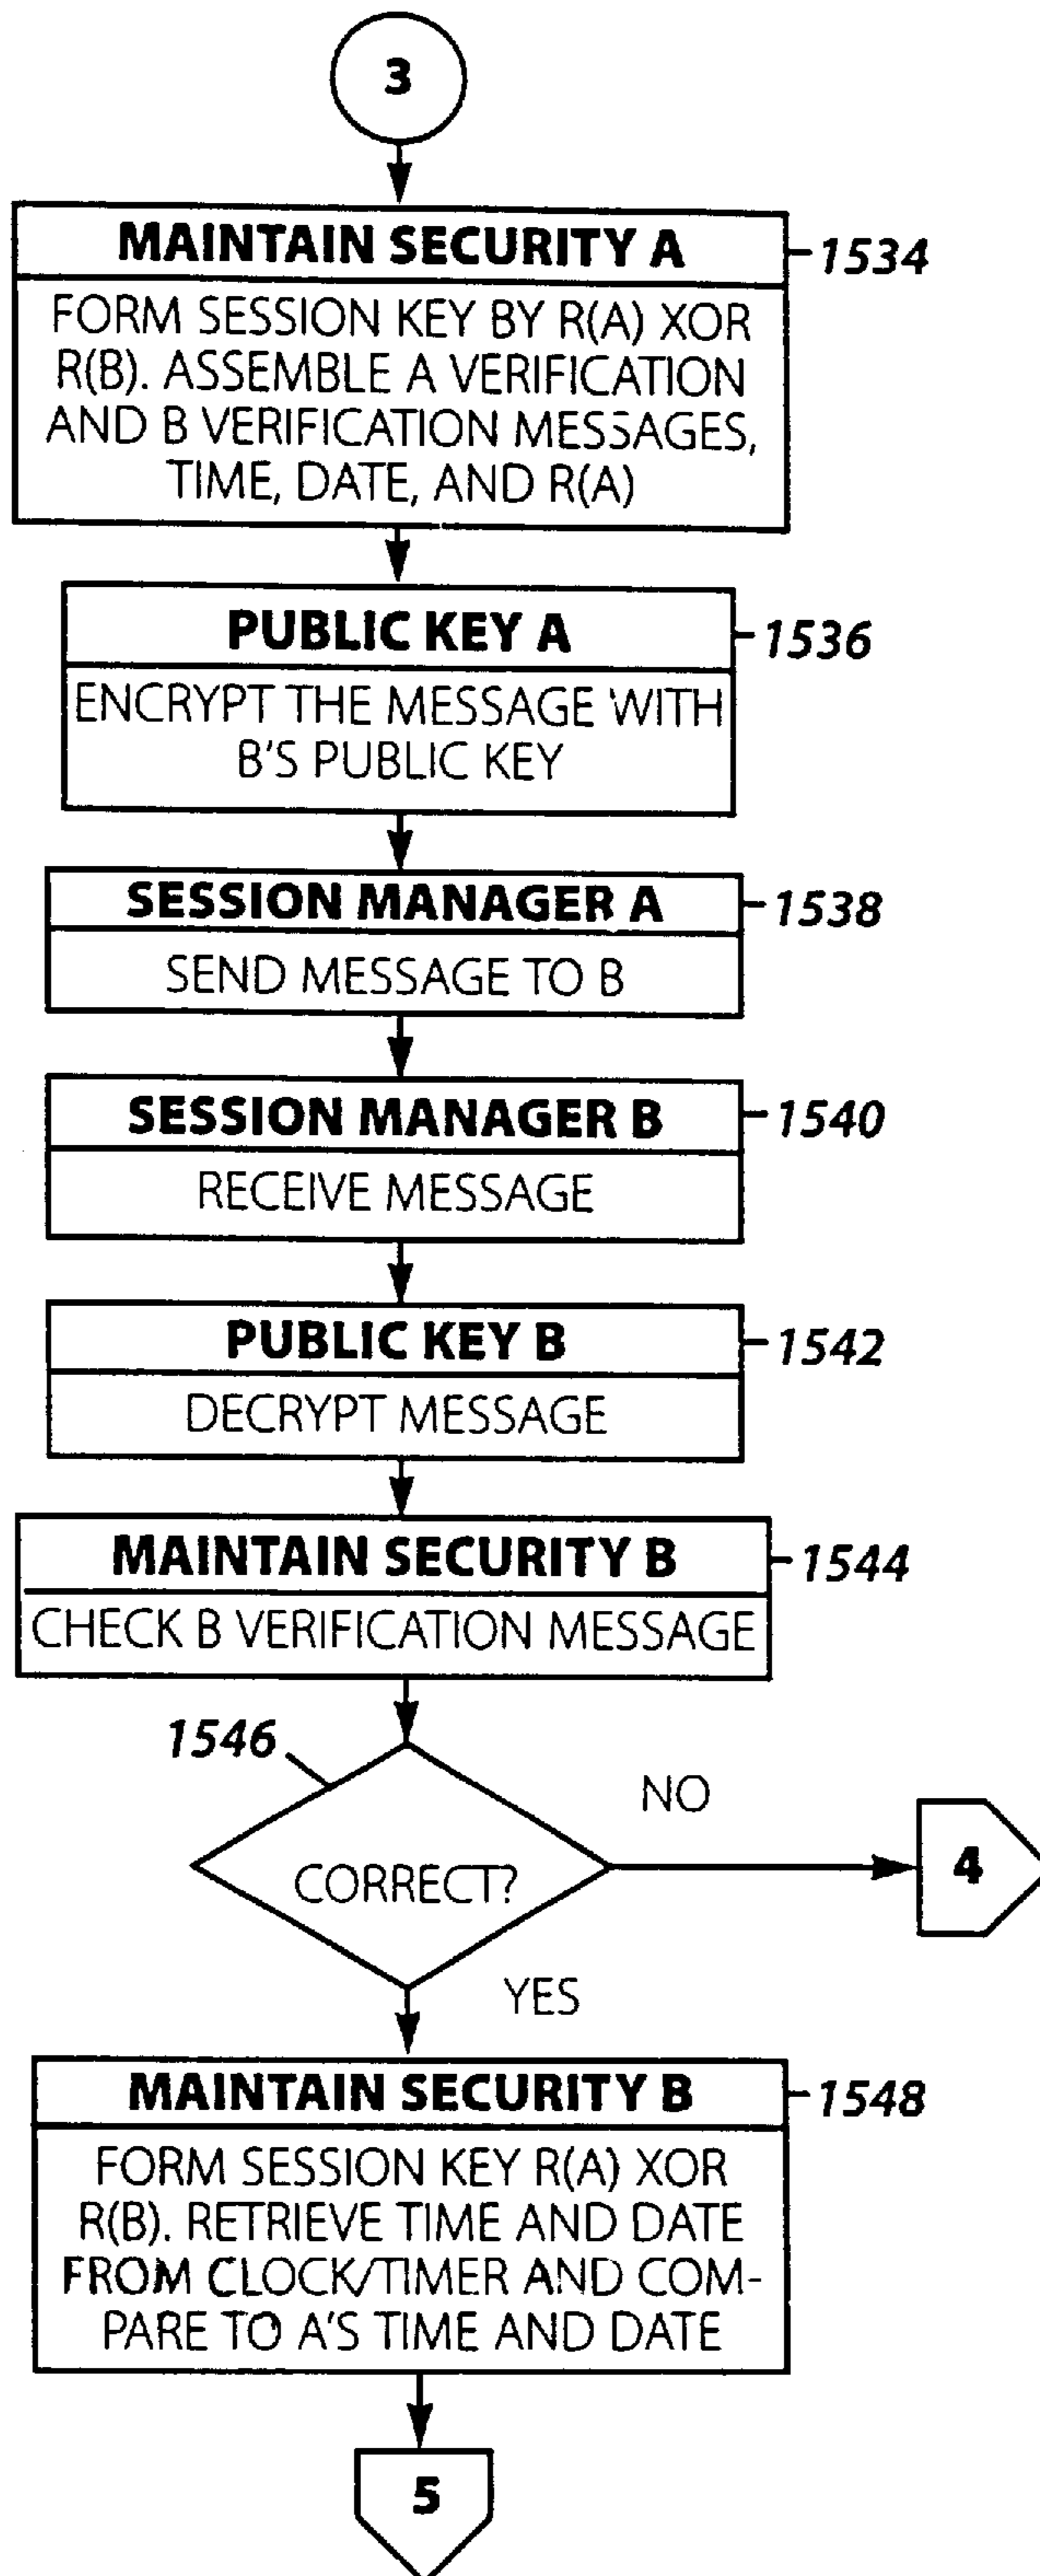 3
MAINTAIN SECURITY A
1534
FORM SESSION KEY BY R(A) XOR
R(B). ASSEMBLE A VERIFICATION
AND B VERIFICATION MESSAGES,
TIME, DATE, AND R(A)
PUBLIC KEY A
1536
ENCRYPT THE MESSAGE WITH
B'S PUBLIC KEY
SESSION MANAGER A
1538
SEND MESSAGE TO B
SESSION MANAGER B
1540
RECEIVE MESSAGE
PUBLIC KEY B
1542
DECRYPT MESSAGE
MAINTAIN SECURITY B
1544
CHECK B VERIFICATION MESSAGE
1546
NO
CORRECT?
4
YES
MAINTAIN SECURITY B
1548
FORM SESSION KEY R(A) XOR
R(B). RETRIEVE TIME AND DATE
FROM CLOCK/TIMER AND COM-
PARE TO A'S TIME AND DATE
5